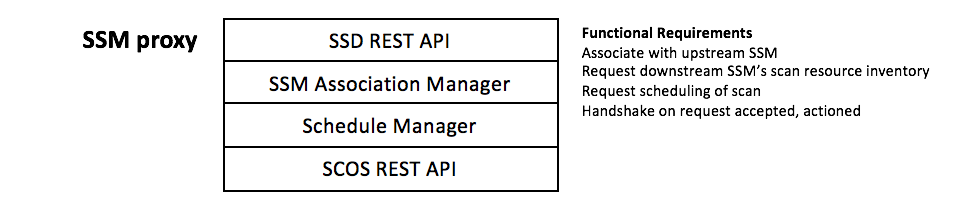 SSM proxy
SSD REST API
SSM Association Manager
Schedule Manager
SCOS REST API
Functional Requirements
Associate with upstream SSM
Request downstream SSM's scan resource inventory
Request scheduling of scan
Handshake on request accepted, actioned